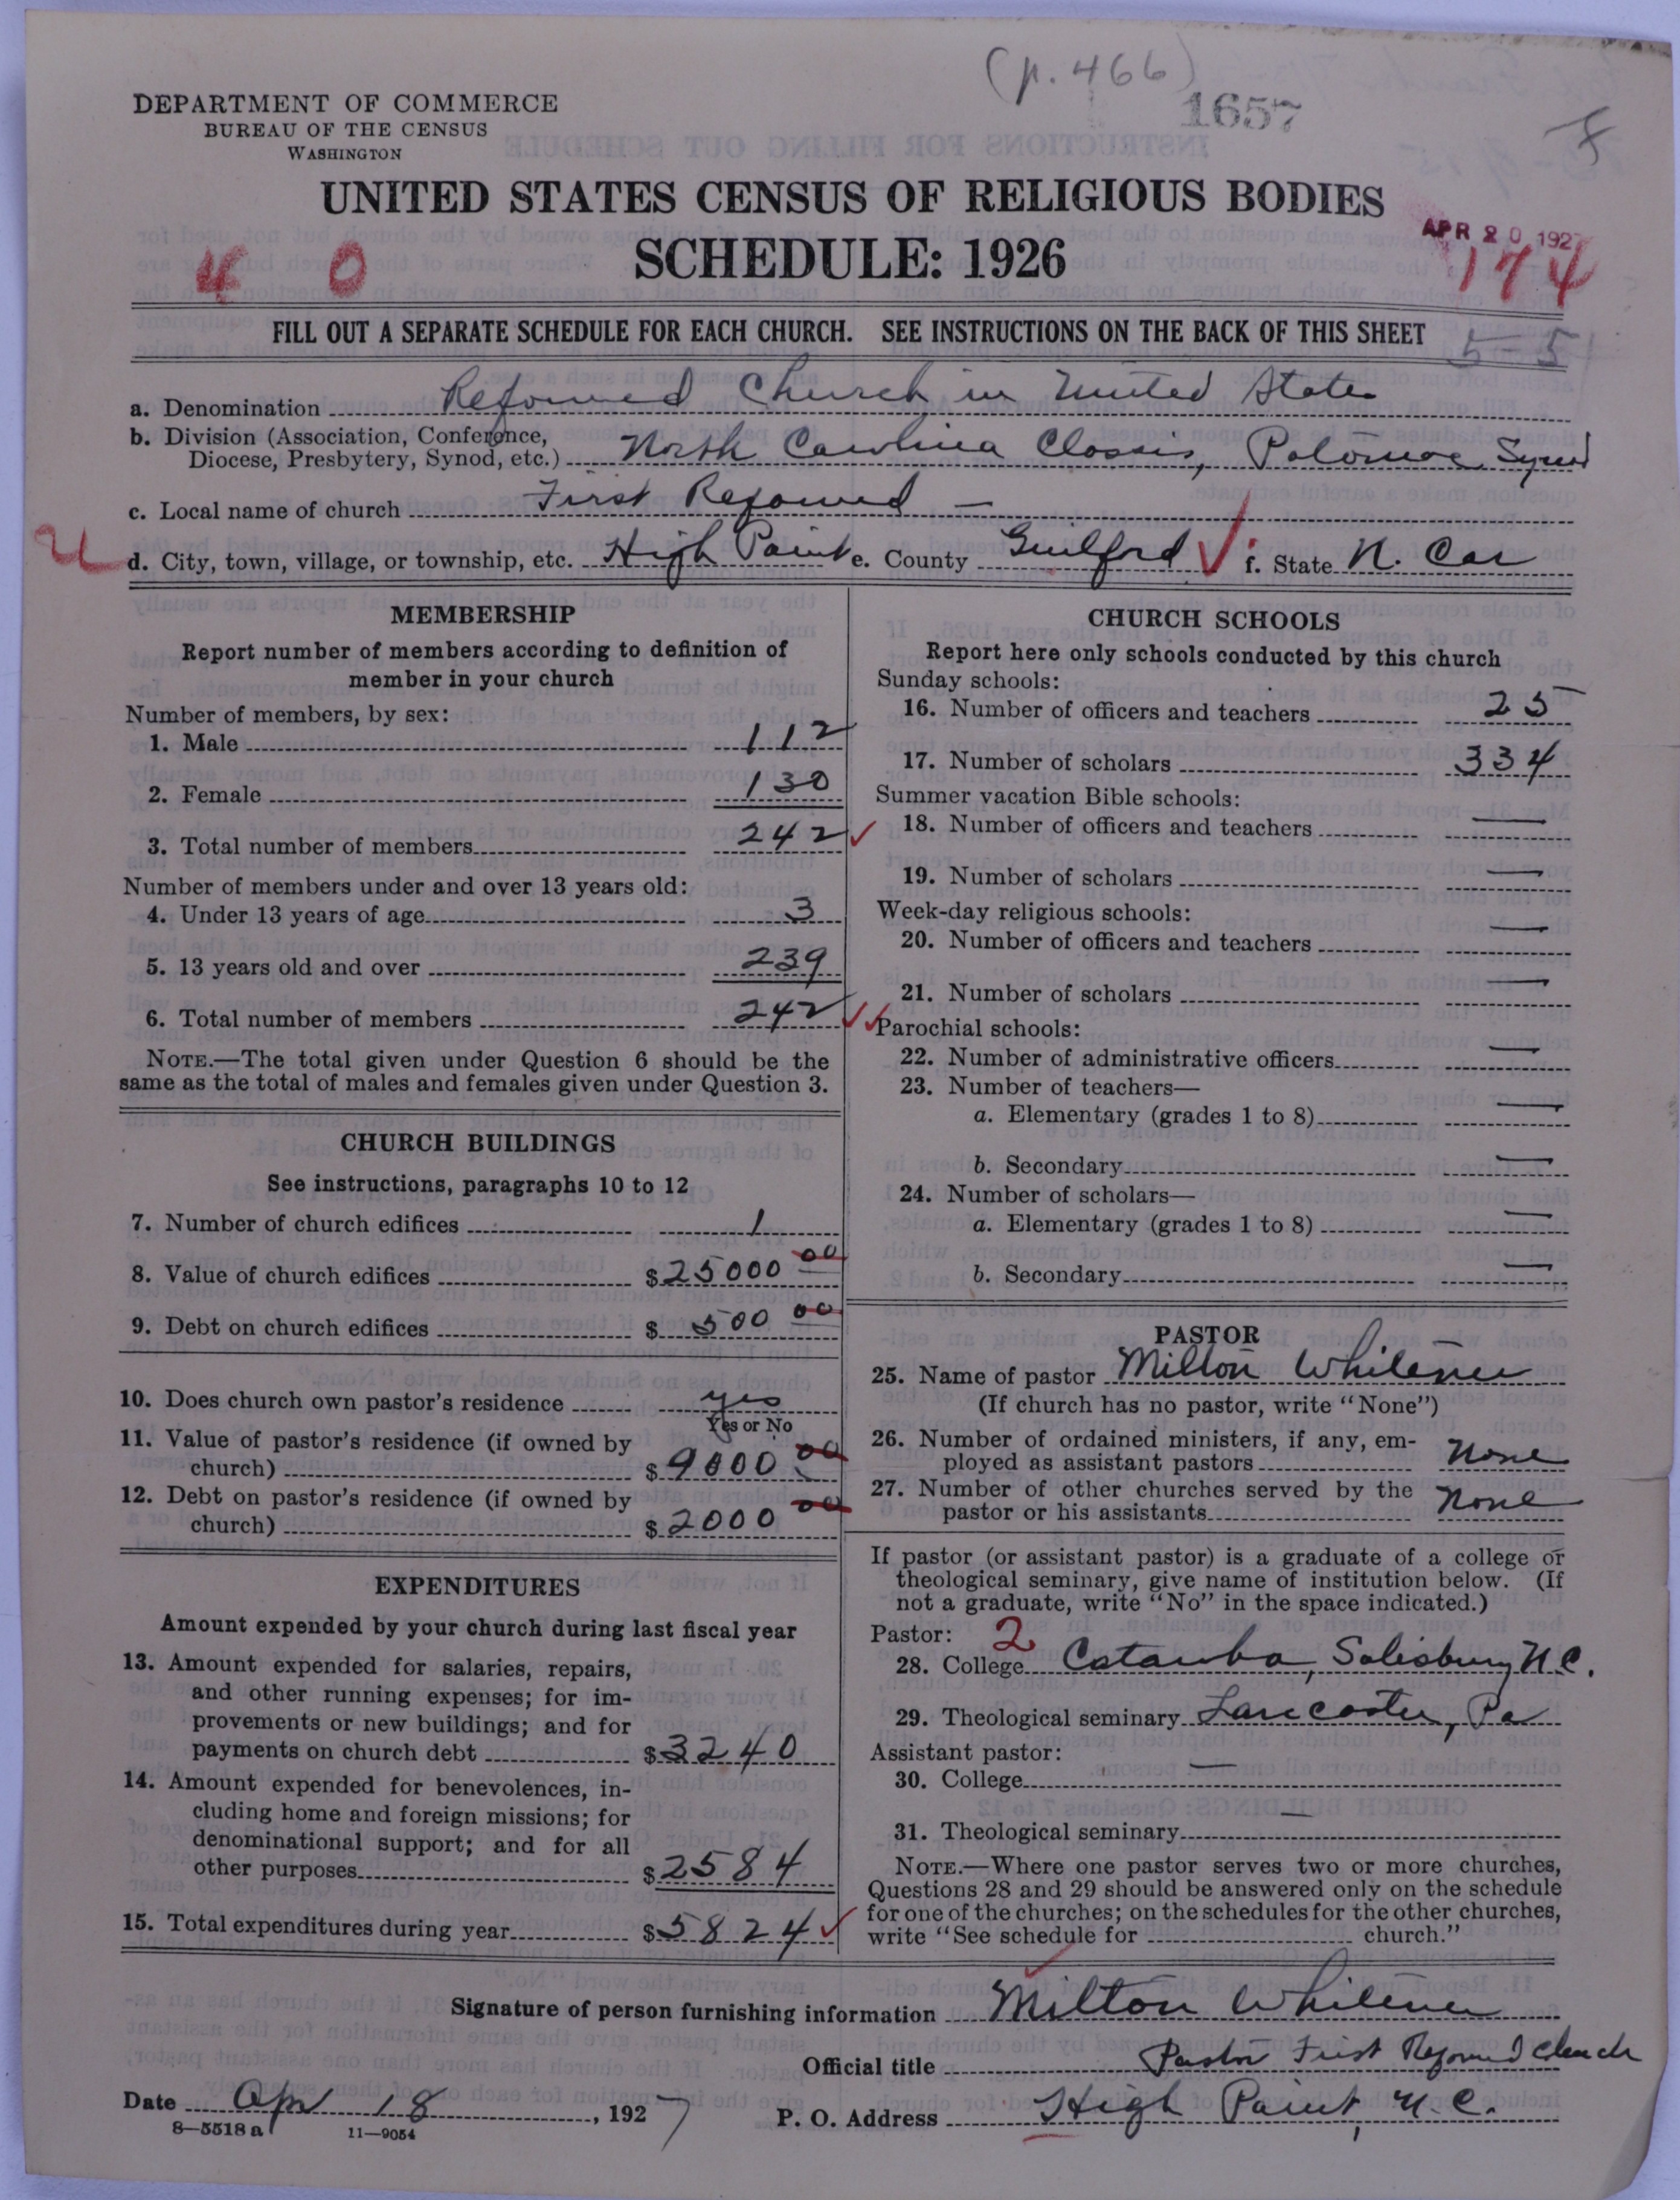 (p. 466)
1657
DEPARTMENT OF COMMERCE
BUREAU OF THE CENSUS
WASHINGTON
UNITED STATES CENSUS OF RELIGIOUS BODIES
SCHEDULE: 1926
APR 20 192
4 0
174
FILL OUT A SEPARATE SCHEDULE FOR EACH CHURCH. SEE INSTRUCTIONS ON THE BACK OF THIS SHEET
5-5
a. Denomination Reformed Church in United States
b. Division (Association, Conference,
Diocese, Presbytery, Synod, etc.) North Carolina Classis, Potomac Synod
c. Local name of church First Reformed —
d. City, town, village, or township, etc. High Point e. County Guilford f. State N. Car
MEMBERSHIP
Report number of members according to definition of
member in your church
Number of members, by sex:
1. Male 112
2. Female 130
3. Total number of members 242
Number of members under and over 13 years old:
4. Under 13 years of age 3
5. 13 years old and over 239
6. Total number of members 242
NOTE.—The total given under Question 6 should be the
same as the total of males and females given under Question 3.
CHURCH BUILDINGS
See instructions, paragraphs 10 to 12
7. Number of church edifices 1
8. Value of church edifices $25000 00
9. Debt on church edifices $ 500 00
10. Does church own pastor's residence yes
Yes or No
11. Value of pastor's residence (if owned by
church) $9000 00
12. Debt on pastor's residence (if owned by
church) $2000 00
EXPENDITURES
Amount expended by your church during last fiscal year
13. Amount expended for salaries, repairs,
and other running expenses; for im-
provements or new buildings; and for
payments on church debt $3240
14. Amount expended for benevolences, in-
cluding home and foreign missions; for
denominational support; and for all
other purposes $2584
15. Total expenditures during year $5824
CHURCH SCHOOLS
Report here only schools conducted by this church
Sunday schools:
16. Number of officers and teachers 25
17. Number of scholars 334
Summer vacation Bible schools:
18. Number of officers and teachers —
19. Number of scholars —
Week-day religious schools:
20. Number of officers and teachers —
21. Number of scholars —
Parochial schools:
22. Number of administrative officers —
23. Number of teachers—
a. Elementary (grades 1 to 8) —
b. Secondary —
24. Number of scholars—
a. Elementary (grades 1 to 8) —
b. Secondary —
PASTOR
25. Name of pastor Milton Whitener
(If church has no pastor, write "None")
26. Number of ordained ministers, if any, em-
ployed as assistant pastors None
27. Number of other churches served by the
pastor or his assistants None
If pastor (or assistant pastor) is a graduate of a college or
theological seminary, give name of institution below. (If
not a graduate, write "No" in the space indicated.)
Pastor: 2
28. College Catawba, Salisbury N.C.
29. Theological seminary Lancaster, Pa
Assistant pastor:
30. College —
31. Theological seminary —
NOTE.—Where one pastor serves two or more churches,
Questions 28 and 29 should be answered only on the schedule
for one of the churches; on the schedules for the other churches,
write "See schedule for church."
Signature of person furnishing information Milton Whitener
Official title Pastor First Reformed Church
Date Apr 18, 1927
P. O. Address High Point, N.C.
8—5518 a 11—9054